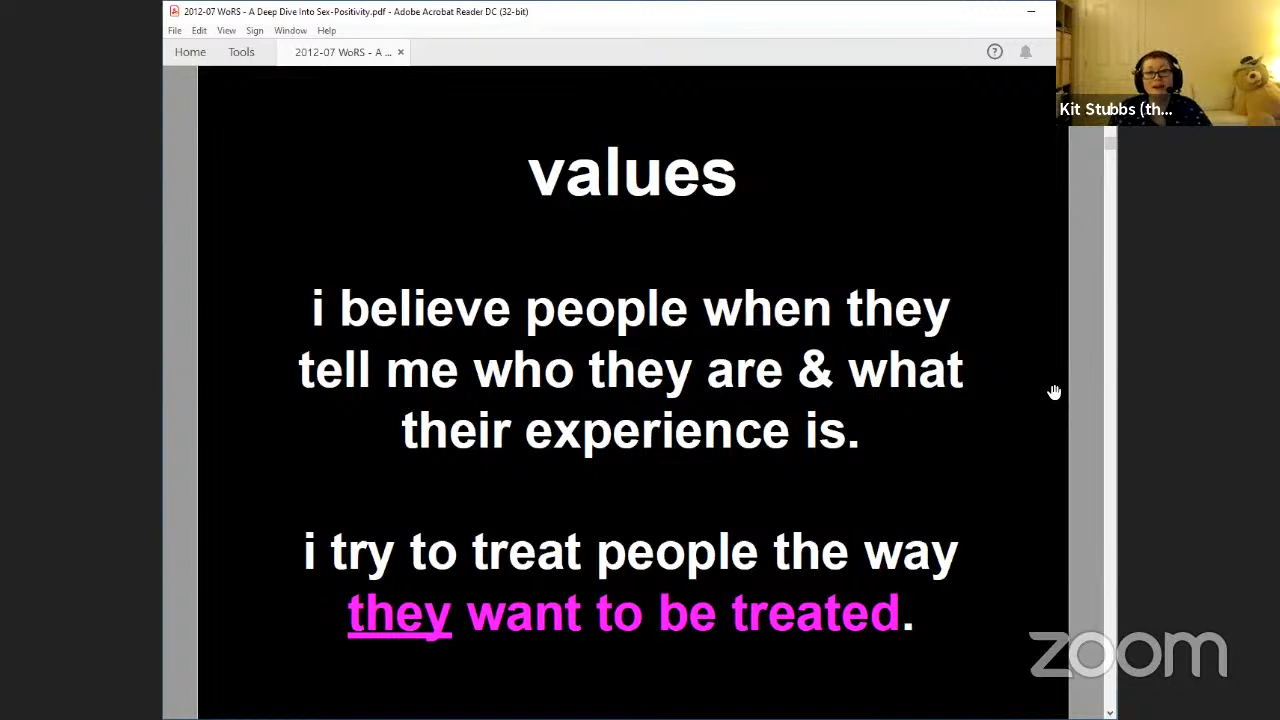 2012-07 WoRS - A Deep Dive Into Sex-Positivity.pdf - Adobe Acrobat Reader DC (32-bit)
File Edit View Sign Window Help
Home Tools 2012-07 WoRS - A ... ×
Kit Stubbs (th...
values
i believe people when they
tell me who they are & what
their experience is.
i try to treat people the way
they want to be treated.
zoom